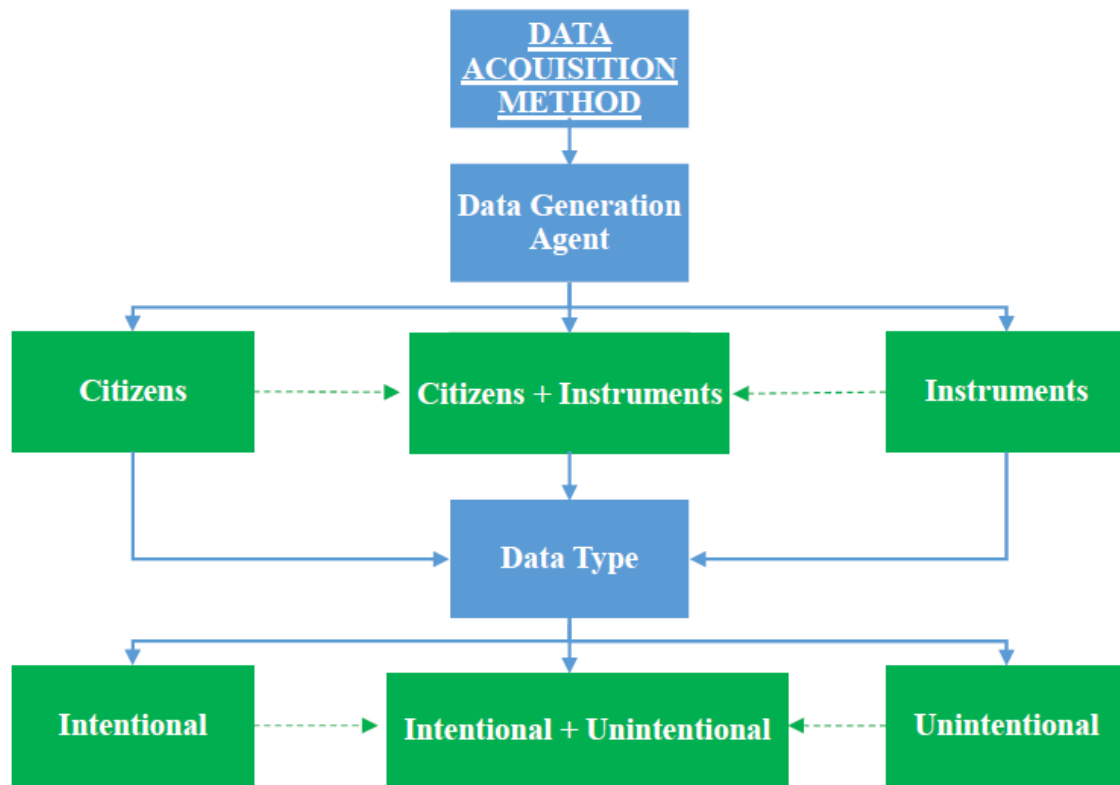 DATA
ACQUISITION
METHOD
Data Generation
Agent
Citizens
Citizens + Instruments
Instruments
Data Type
Intentional
Intentional + Unintentional
Unintentional